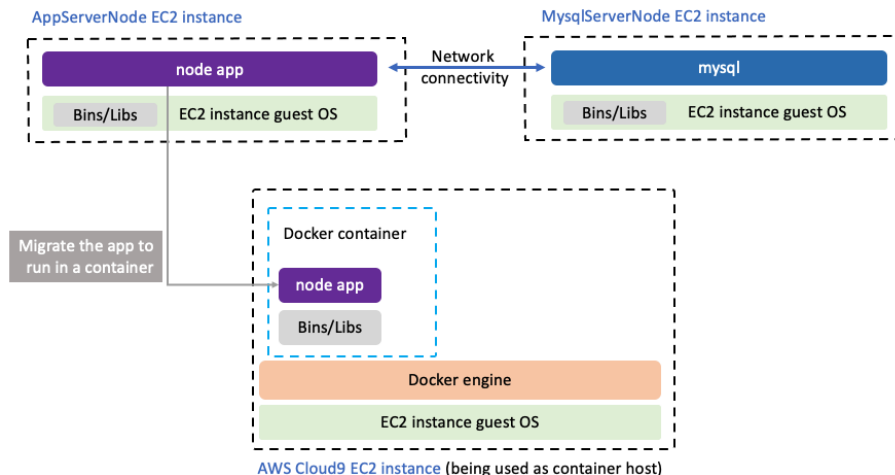 AppServerNode EC2 instance
MysqlServerNode EC2 instance
node app
Network
connectivity
mysql
Bins/Libs
EC2 instance guest OS
Bins/Libs
EC2 instance guest OS
Migrate the app to
run in a container
Docker container
node app
Bins/Libs
Docker engine
EC2 instance guest OS
AWS Cloud9 EC2 instance (being used as container host)